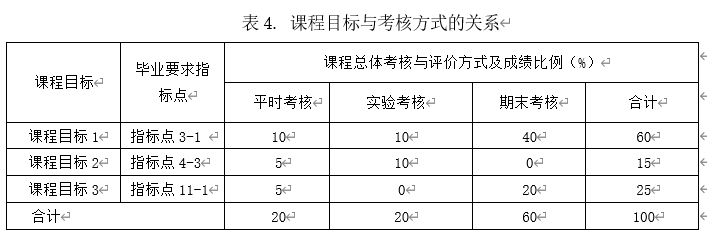 表 4. 课程目标与考核方式的关系
课程目标 毕业要求指标点 课程总体考核与评价方式及成绩比例（%）
平时考核 实验考核 期末考核 合计
课程目标 1 指标点 3-1 10 10 40 60
课程目标 2 指标点 4-3 5 10 0 15
课程目标 3 指标点 11-1 5 0 20 25
合计 20 20 60 100